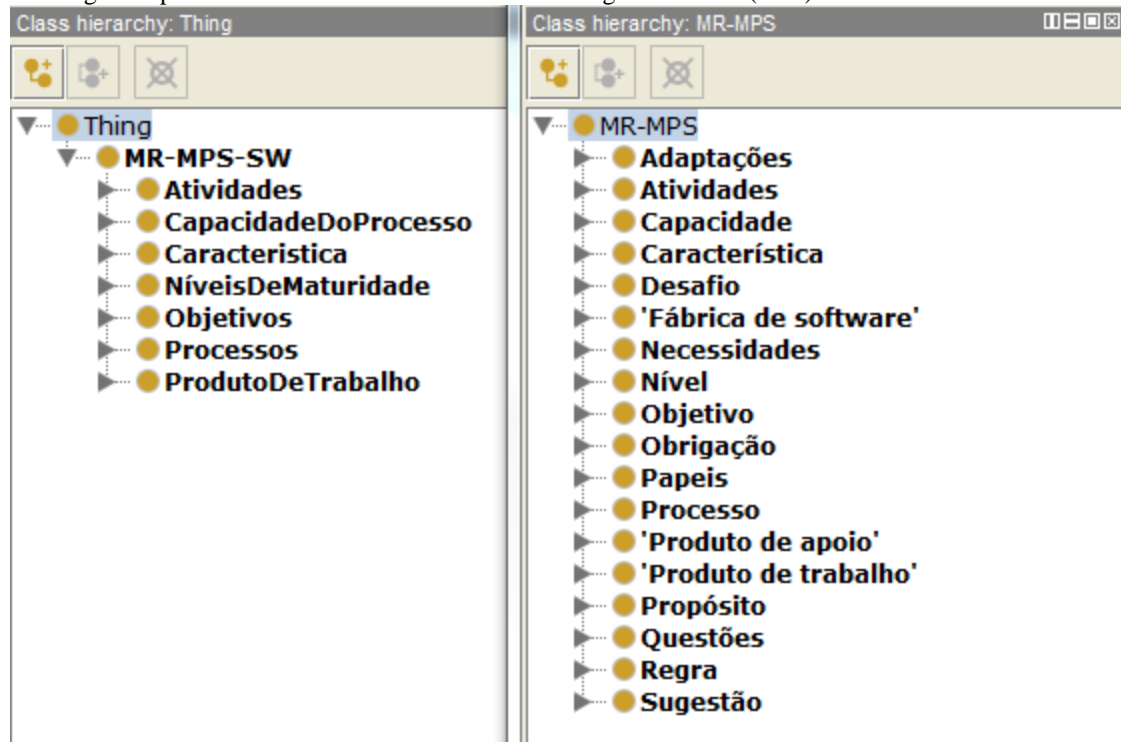 Class hierarchy: Thing
Thing
MR-MPS-SW
Atividades
CapacidadeDoProcesso
Caracteristica
NíveisDeMaturidade
Objetivos
Processos
ProdutoDeTrabalho
Class hierarchy: MR-MPS
MR-MPS
Adaptações
Atividades
Capacidade
Característica
Desafio
'Fábrica de software'
Necessidades
Nível
Objetivo
Obrigação
Papeis
Processo
'Produto de apoio'
'Produto de trabalho'
Propósito
Questões
Regra
Sugestão